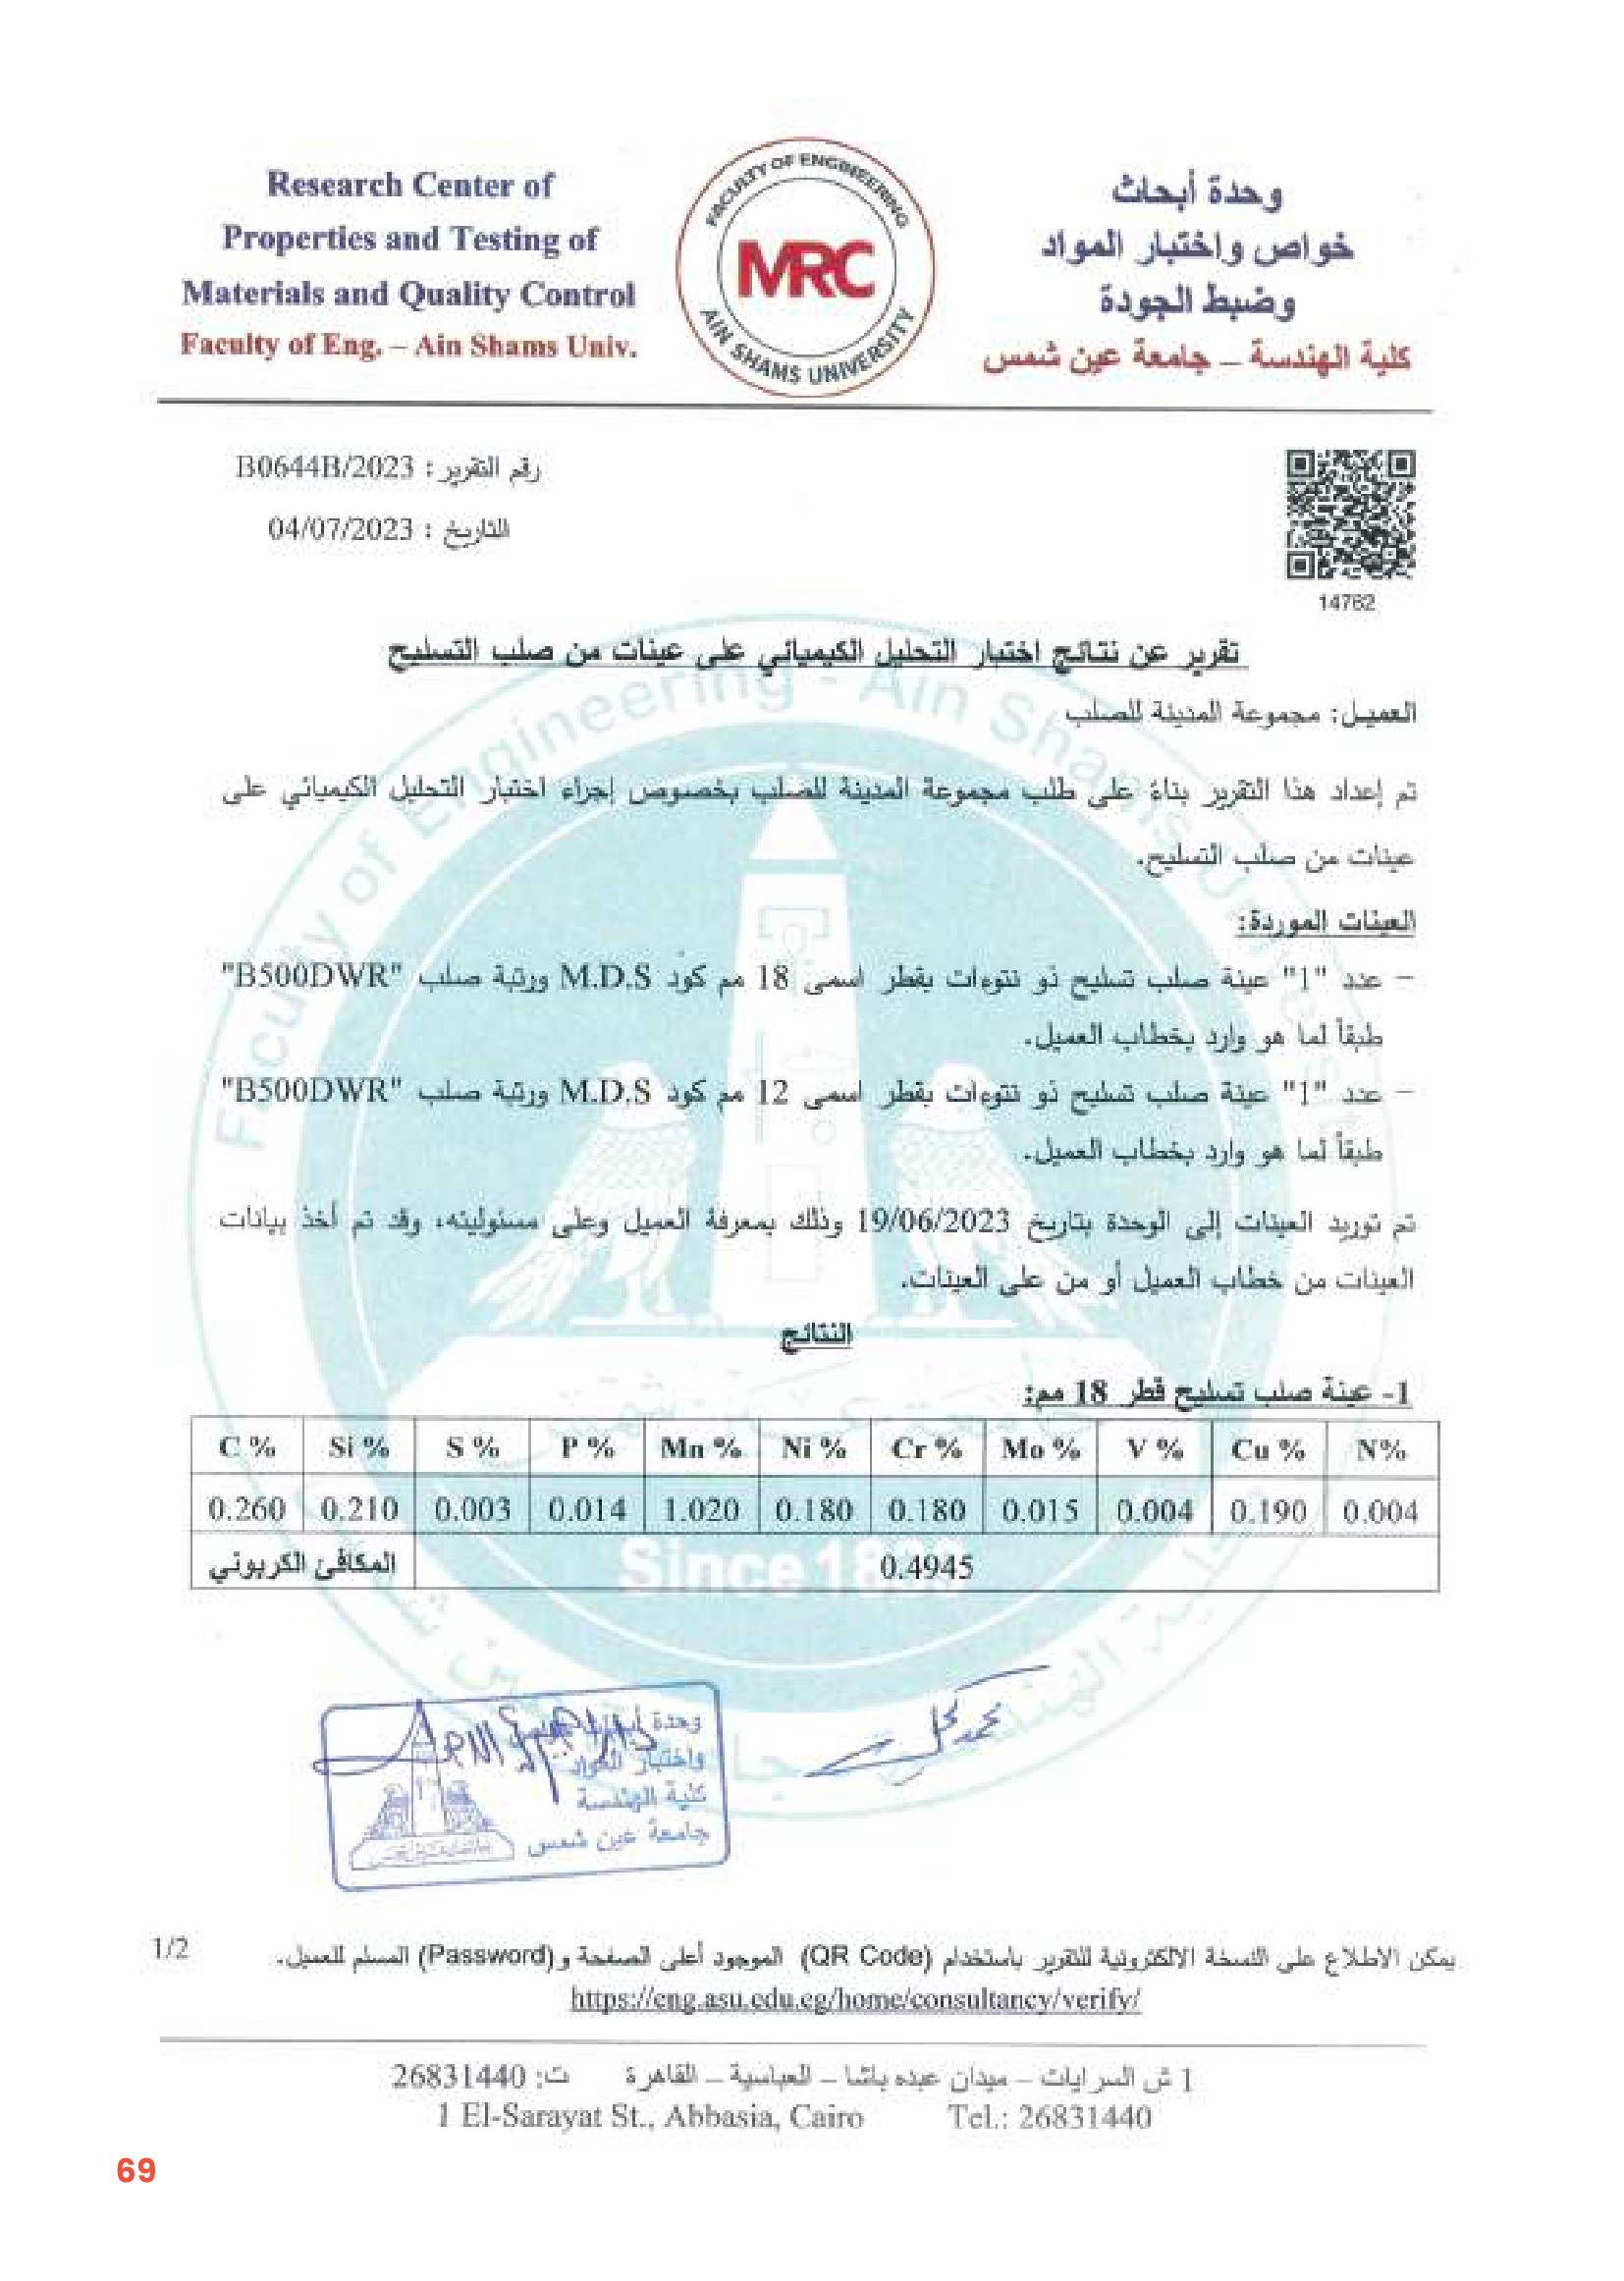 Research Center of
Properties and Testing of
Materials and Quality Control
Faculty of Eng. – Ain Shams Univ.
FACULTY OF ENGINEERING
MRC
AIN SHAMS UNIVERSITY
وحدة أبحاث
خواص واختبار المواد
وضبط الجودة
كلية الهندسة – جامعة عين شمس
رقم التقرير : B0644B/2023
التاريخ : 04/07/2023
14762
تقرير عن نتائج اختبار التحليل الكيميائي على عينات من صلب التسليح
العميل: مجموعة المدينة للصلب
تم إعداد هذا التقرير بناءً على طلب مجموعة المدينة للصلب بخصوص إجراء اختبار التحليل الكيميائي على
عينات من صلب التسليح.
العينات الموردة:
– عدد "1" عينة صلب تسليح ذو نتوءات بقطر اسمى 18 مم كود M.D.S ورتبة صلب "B500DWR"
طبقاً لما هو وارد بخطاب العميل.
– عدد "1" عينة صلب تسليح ذو نتوءات بقطر اسمى 12 مم كود M.D.S ورتبة صلب "B500DWR"
طبقاً لما هو وارد بخطاب العميل.
تم توريد العينات إلى الوحدة بتاريخ 19/06/2023 وذلك بمعرفة العميل وعلى مسئوليته، وقد تم أخذ بيانات
العينات من خطاب العميل أو من على العينات.
النتائج
1- عينة صلب تسليح قطر 18 مم:
C % Si % S % P % Mn % Ni % Cr % Mo % V % Cu % N%
0.260 0.210 0.003 0.014 1.020 0.180 0.180 0.015 0.004 0.190 0.004
المكافئ الكربوني 0.4945
Faculty of Engineering - Ain Shams University
وحدة
واختبار المواد
كلية الهندسة
جامعة عين شمس
1/2
يمكن الاطلاع على النسخة الالكترونية للتقرير باستخدام (QR Code) الموجود أعلى الصفحة و(Password) المسلم للعميل.
https://eng.asu.edu.eg/home/consultancy/verify/
1 ش السرايات – ميدان عبده باشا – العباسية – القاهرة ت: 26831440
1 El-Sarayat St., Abbasia, Cairo Tel.: 26831440
69